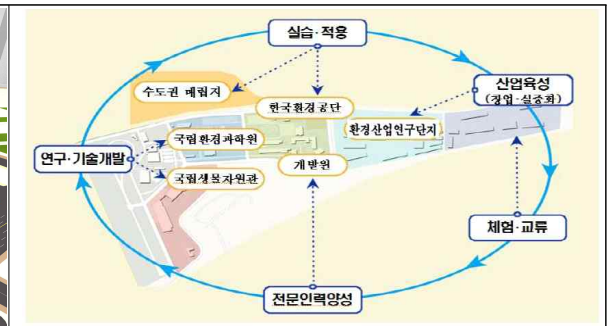 실습·적용
산업육성
(창업·실증화)
수도권 매립지
한국환경공단
환경산업연구단지
국립환경과학원
연구·기술개발
개발원
국립생물자원관
체험·교류
전문인력양성